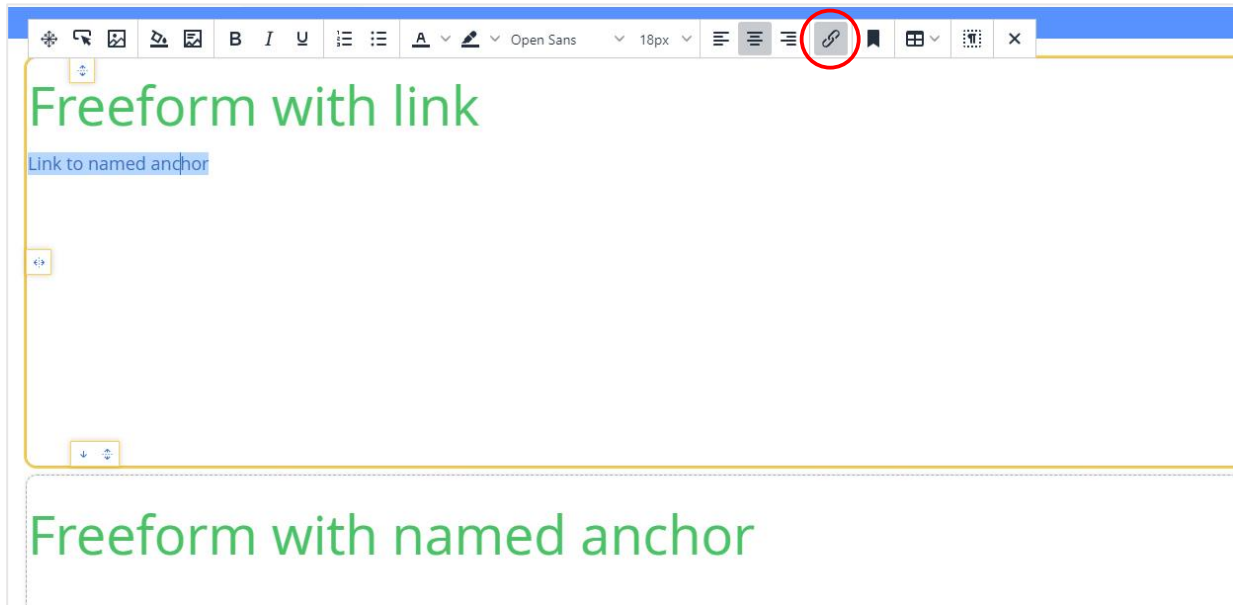 B I U A Open Sans 18px
Freeform with link
Link to named anchor
Freeform with named anchor